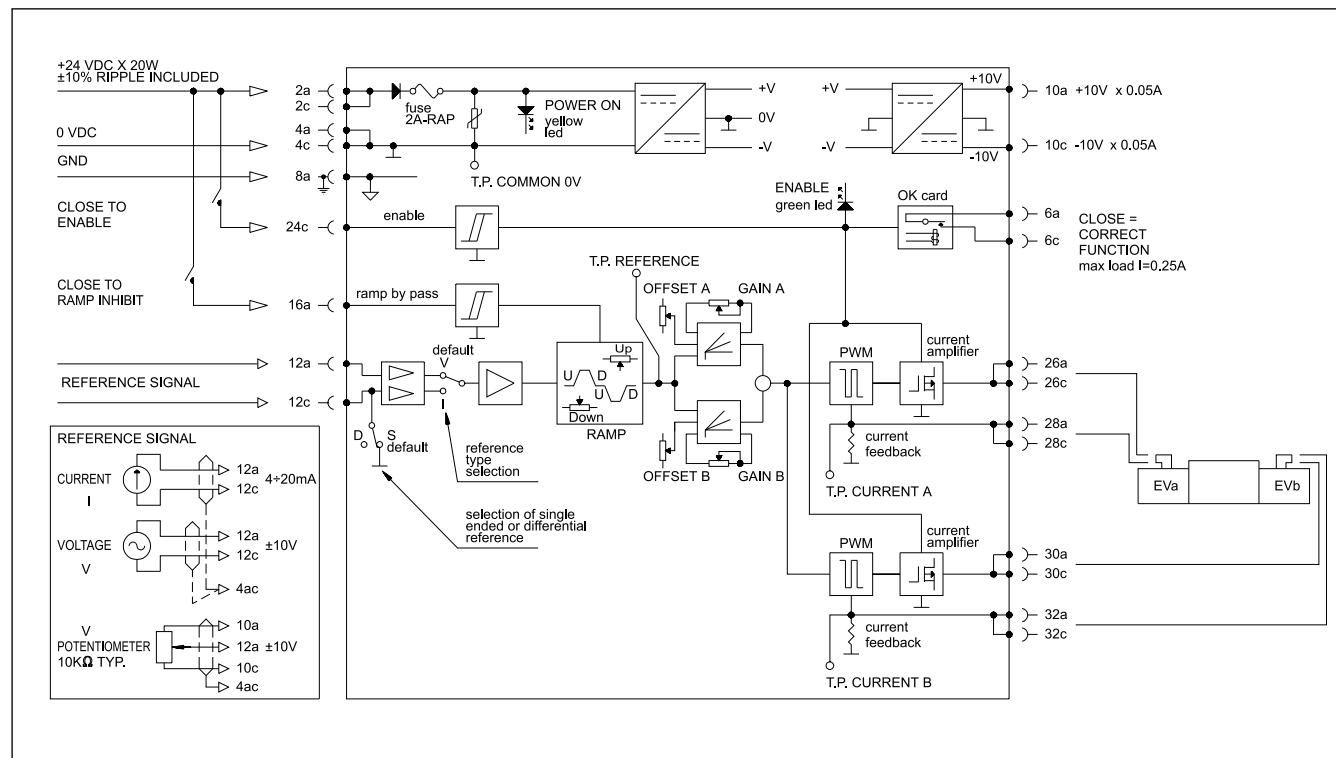 +24 VDC X 20W
±10% RIPPLE INCLUDED
0 VDC
GND
CLOSE TO
ENABLE
CLOSE TO
RAMP INHIBIT
REFERENCE SIGNAL
2a
2c
4a
4c
8a
24c
16a
12a
12c
fuse
2A-RAP
POWER ON
yellow
led
T.P. COMMON 0V
+V
0V
-V
+V
-V
+10V
-10V
10a +10V x 0.05A
10c -10V x 0.05A
enable
ENABLE
green led
OK card
6a
6c
CLOSE =
CORRECT
FUNCTION
max load I=0.25A
ramp by pass
T.P. REFERENCE
OFFSET A
GAIN A
default
V
I
D
S
default
Up
U D
U D
Down
RAMP
OFFSET B
GAIN B
reference
type
selection
selection of single
ended or differential
reference
PWM
current
amplifier
26a
26c
28a
28c
current
feedback
T.P. CURRENT A
EVa
EVb
PWM
current
amplifier
30a
30c
32a
32c
current
feedback
T.P. CURRENT B
REFERENCE SIGNAL
CURRENT
I
12a
12c
4÷20mA
VOLTAGE
V
12a
12c
±10V
4ac
V
POTENTIOMETER
10KΩ TYP.
10a
12a ±10V
10c
4ac